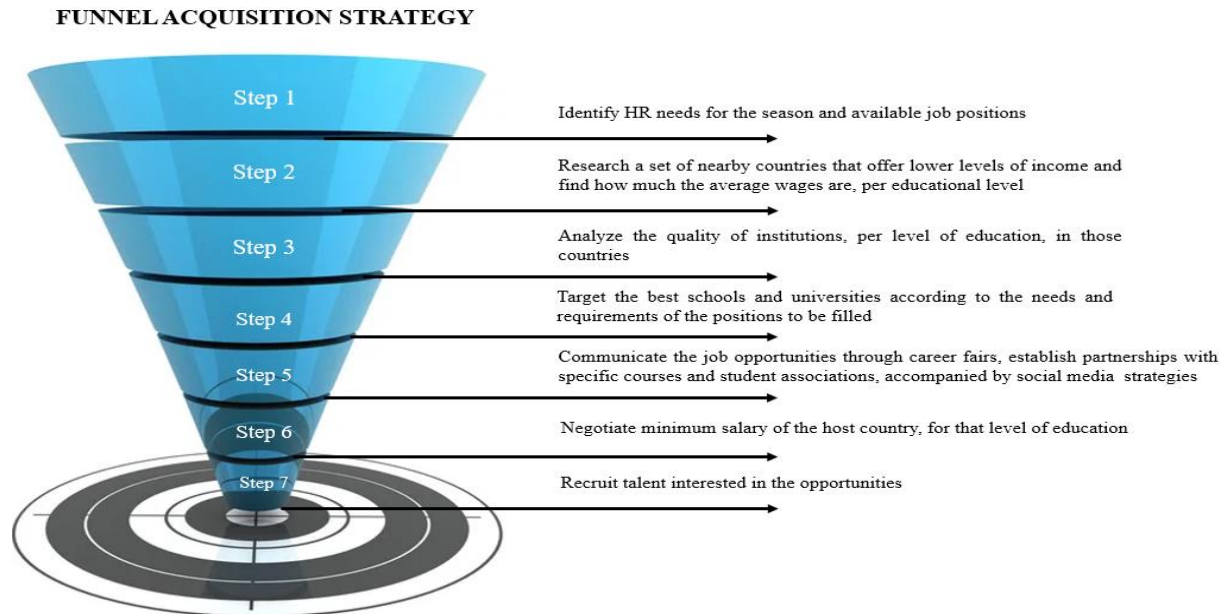 FUNNEL ACQUISITION STRATEGY
Step 1
Identify HR needs for the season and available job positions
Step 2
Research a set of nearby countries that offer lower levels of income and
find how much the average wages are, per educational level
Step 3
Analyze the quality of institutions, per level of education, in those
countries
Step 4
Target the best schools and universities according to the needs and
requirements of the positions to be filled
Step 5
Communicate the job opportunities through career fairs, establish partnerships with
specific courses and student associations, accompanied by social media strategies
Step 6
Negotiate minimum salary of the host country, for that level of education
Step 7
Recruit talent interested in the opportunities